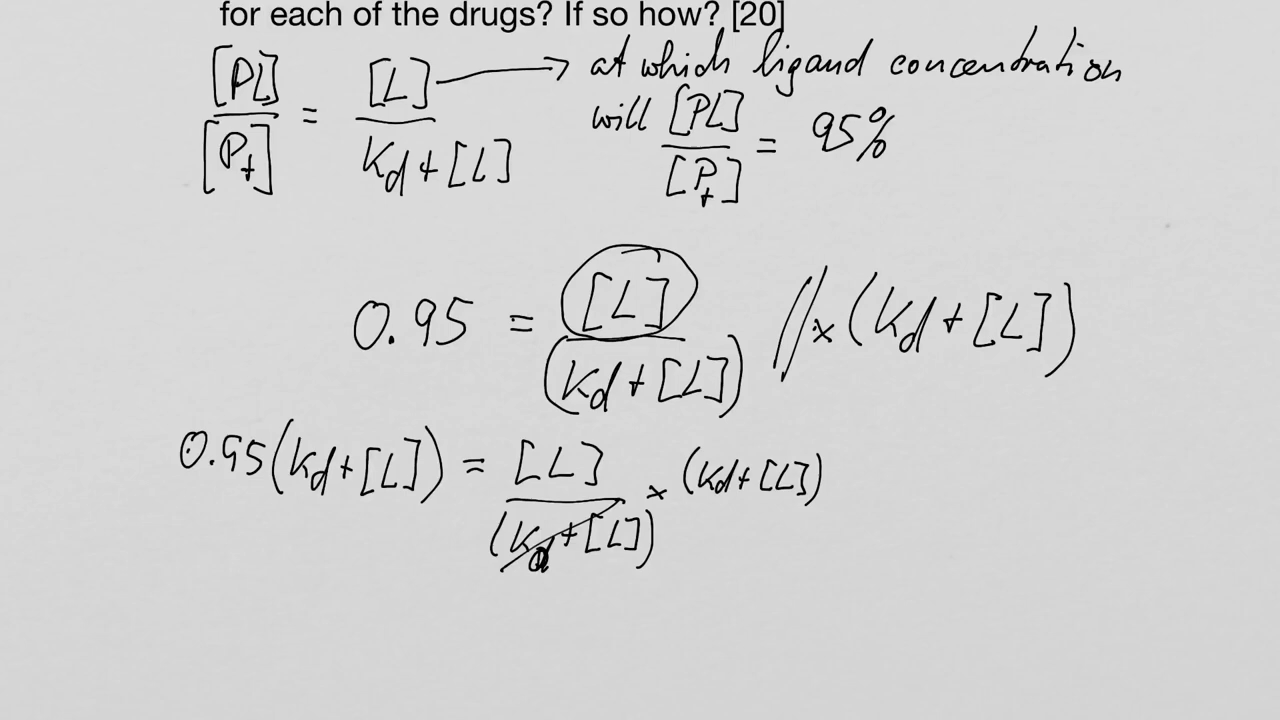 for each of the drugs? If so how? [20]
[PL]/[Pt] = [L]/Kd+[L] → at which ligand concentration
will [PL]/[Pt] = 95%
0.95 = [L]/(Kd+[L]) // × (Kd+[L])
0.95(Kd+[L]) = [L]/(Kd+[L]) × (Kd+[L])